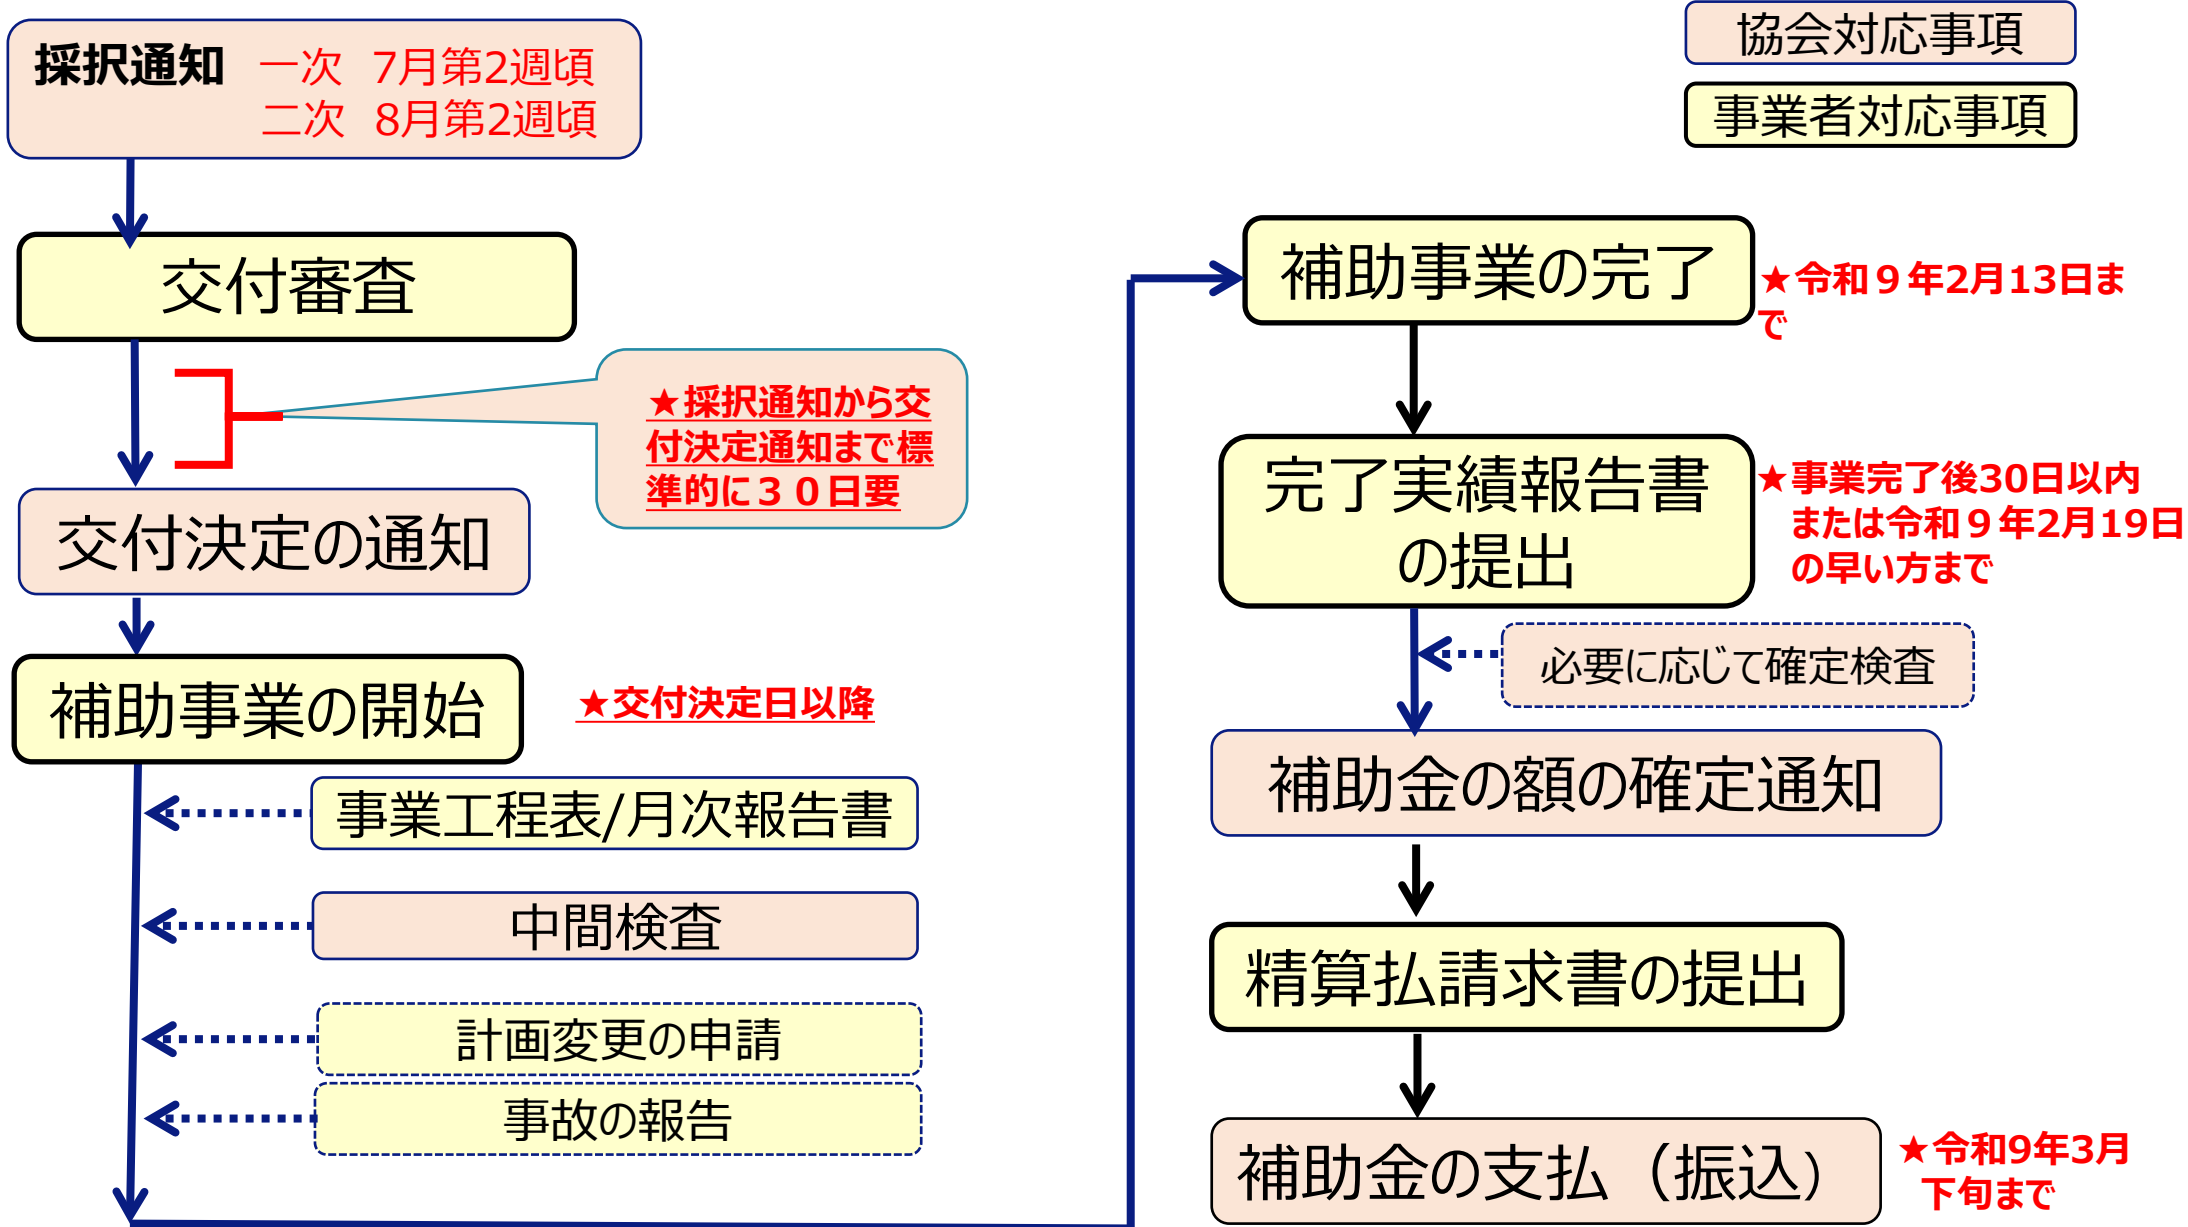 採択通知 一次 7月第2週頃
二次 8月第2週頃
交付審査
★採択通知から交
付決定通知まで標
準的に３０日要
交付決定の通知
補助事業の開始
★交付決定日以降
事業工程表/月次報告書
中間検査
計画変更の申請
事故の報告
協会対応事項
事業者対応事項
補助事業の完了
★令和９年2月13日ま
で
完了実績報告書
の提出
★事業完了後30日以内
または令和９年2月19日
の早い方まで
必要に応じて確定検査
補助金の額の確定通知
精算払請求書の提出
補助金の支払（振込）
★令和9年3月
下旬まで